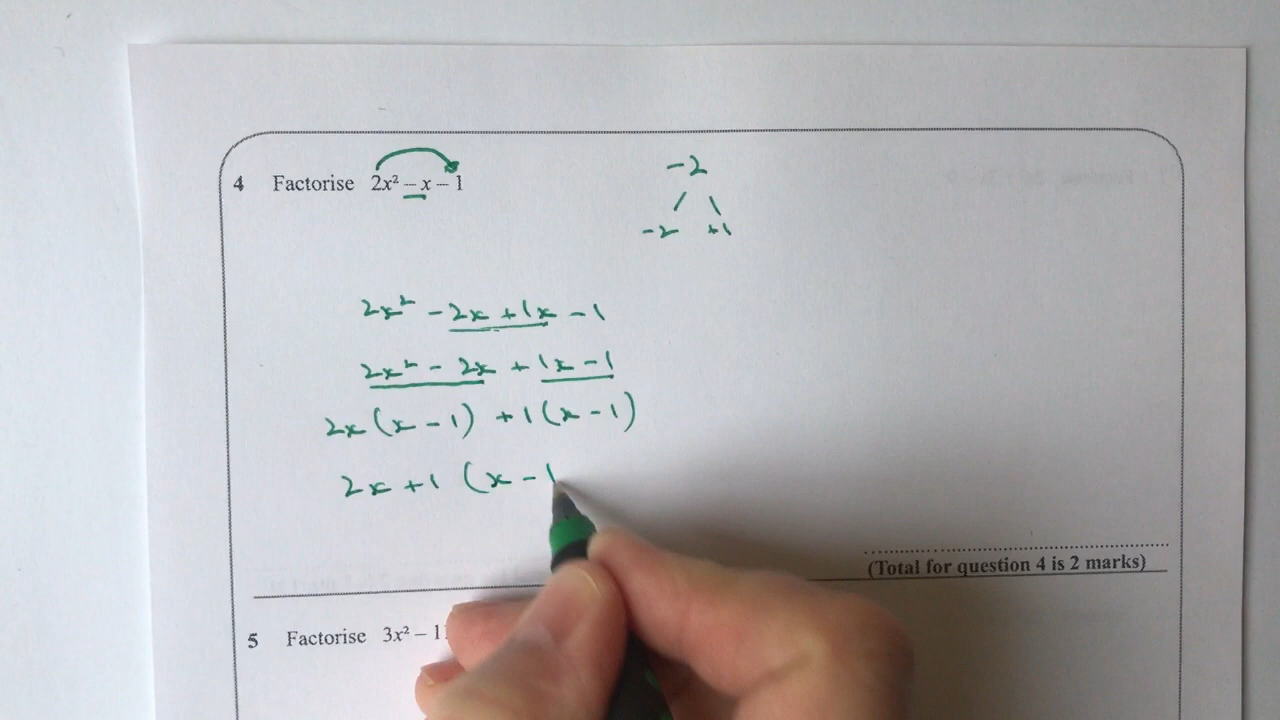 4 Factorise 2x² – x – 1
-2
-2 +1
2x² - 2x + 1x - 1
2x² - 2x + 1x - 1
2x(x - 1) + 1(x - 1)
2x + 1 (x - 1
(Total for question 4 is 2 marks)
5 Factorise 3x² – 1